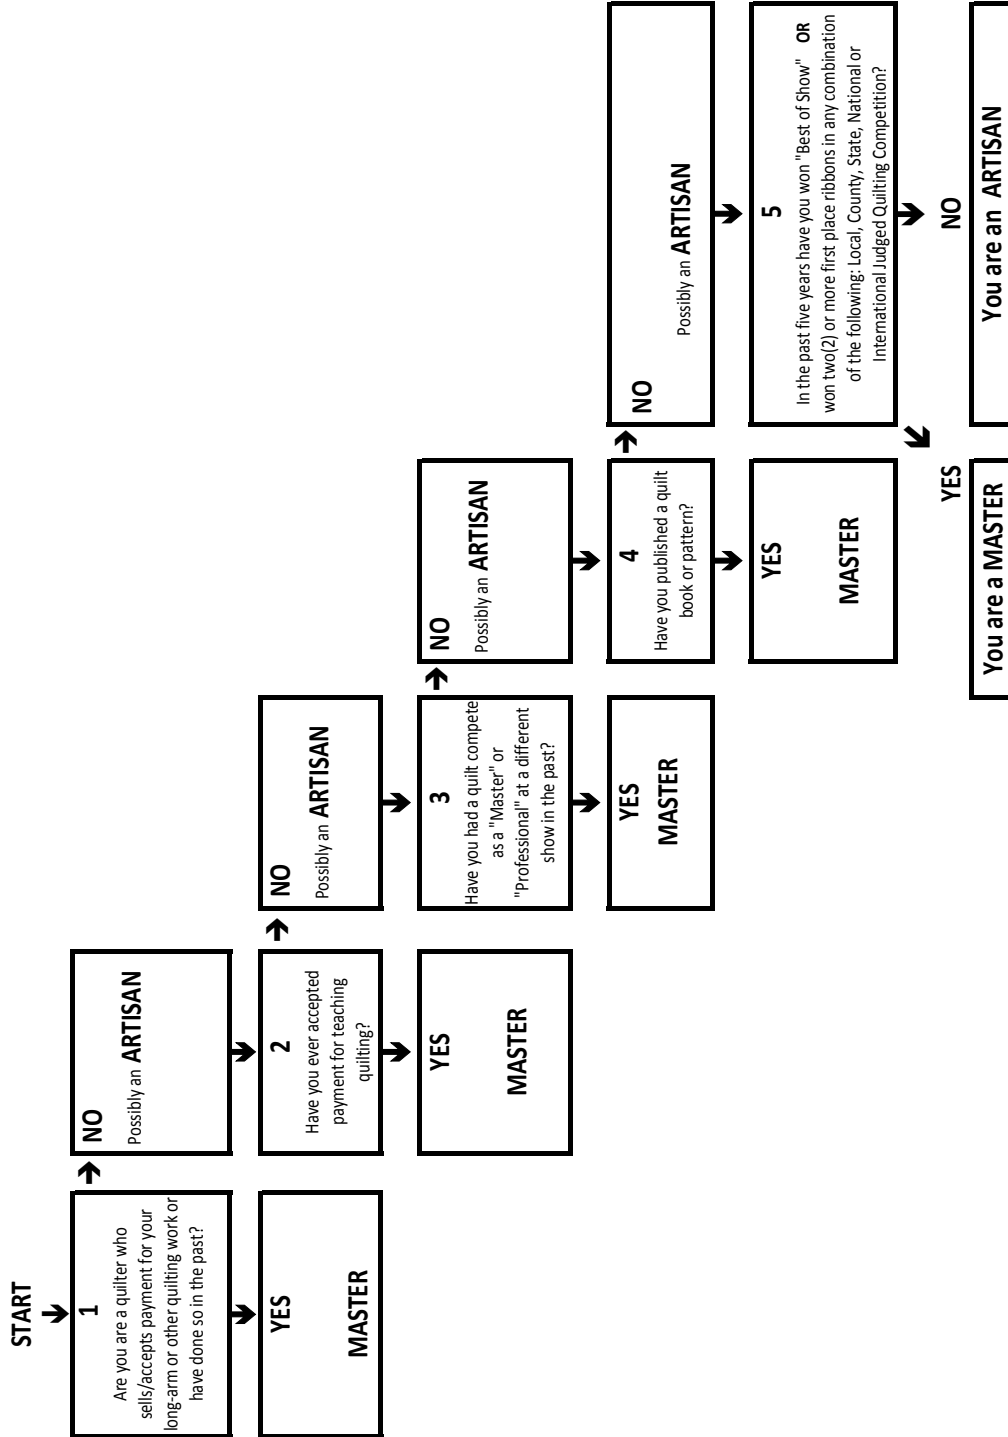 START
1
Are you are a quilter who
sells/accepts payment for your
long-arm or other quilting work or
have done so in the past?
YES
MASTER
NO
Possibly an ARTISAN
2
Have you ever accepted
payment for teaching
quilting?
YES
MASTER
NO
Possibly an ARTISAN
3
Have you had a quilt compete
as a "Master" or
"Professional" at a different
show in the past?
YES
MASTER
NO
Possibly an ARTISAN
4
Have you published a quilt
book or pattern?
YES
MASTER
NO
Possibly an ARTISAN
5
In the past five years have you won "Best of Show" OR
won two(2) or more first place ribbons in any combination
of the following: Local, County, State, National or
International Judged Quilting Competition?
YES
You are a MASTER
NO
You are an ARTISAN